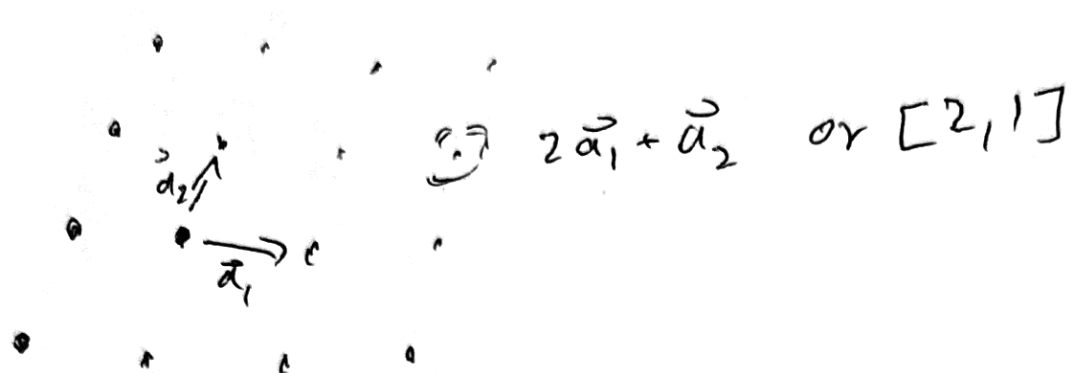 2a⃗₁ + a⃗₂ or [2,1]
a⃗₂
a⃗₁